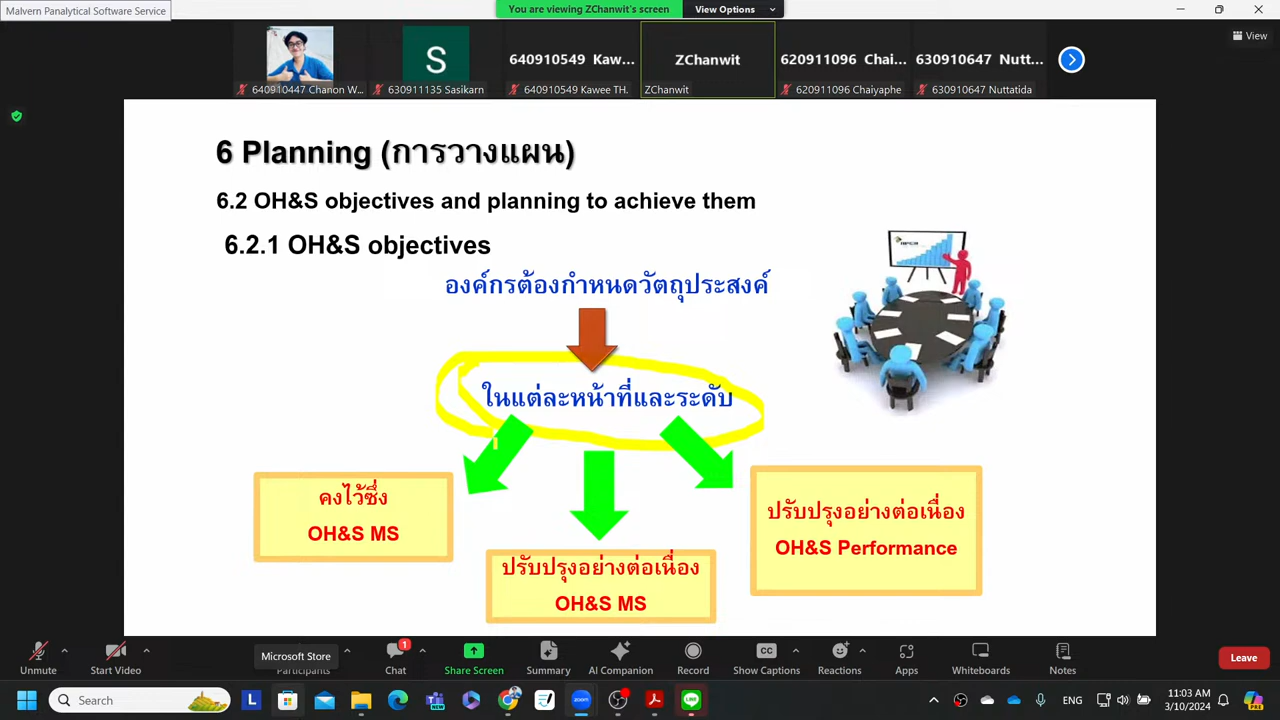 Malvern Panalytical Software Service
You are viewing ZChanwit's screen
View Options
View
S
640910549 Kaw...
ZChanwit
620911096 Chai...
630910647 Nutt...
640910447 Chanon W...
630911135 Sasikarn
640910549 Kawee TH.
ZChanwit
620911096 Chaiyaphe
630910647 Nuttatida
6 Planning (การวางแผน)
6.2 OH&S objectives and planning to achieve them
6.2.1 OH&S objectives
องค์กรต้องกำหนดวัตถุประสงค์
ในแต่ละหน้าที่และระดับ
คงไว้ซึ่ง
OH&S MS
ปรับปรุงอย่างต่อเนื่อง
OH&S MS
ปรับปรุงอย่างต่อเนื่อง
OH&S Performance
Unmute
Start Video
Microsoft Store
Participants
1
Chat
Share Screen
Summary
AI Companion
Record
CC
Show Captions
Reactions
Apps
Whiteboards
Notes
Leave
Search
L
zoom
ENG
11:03 AM
3/10/2024